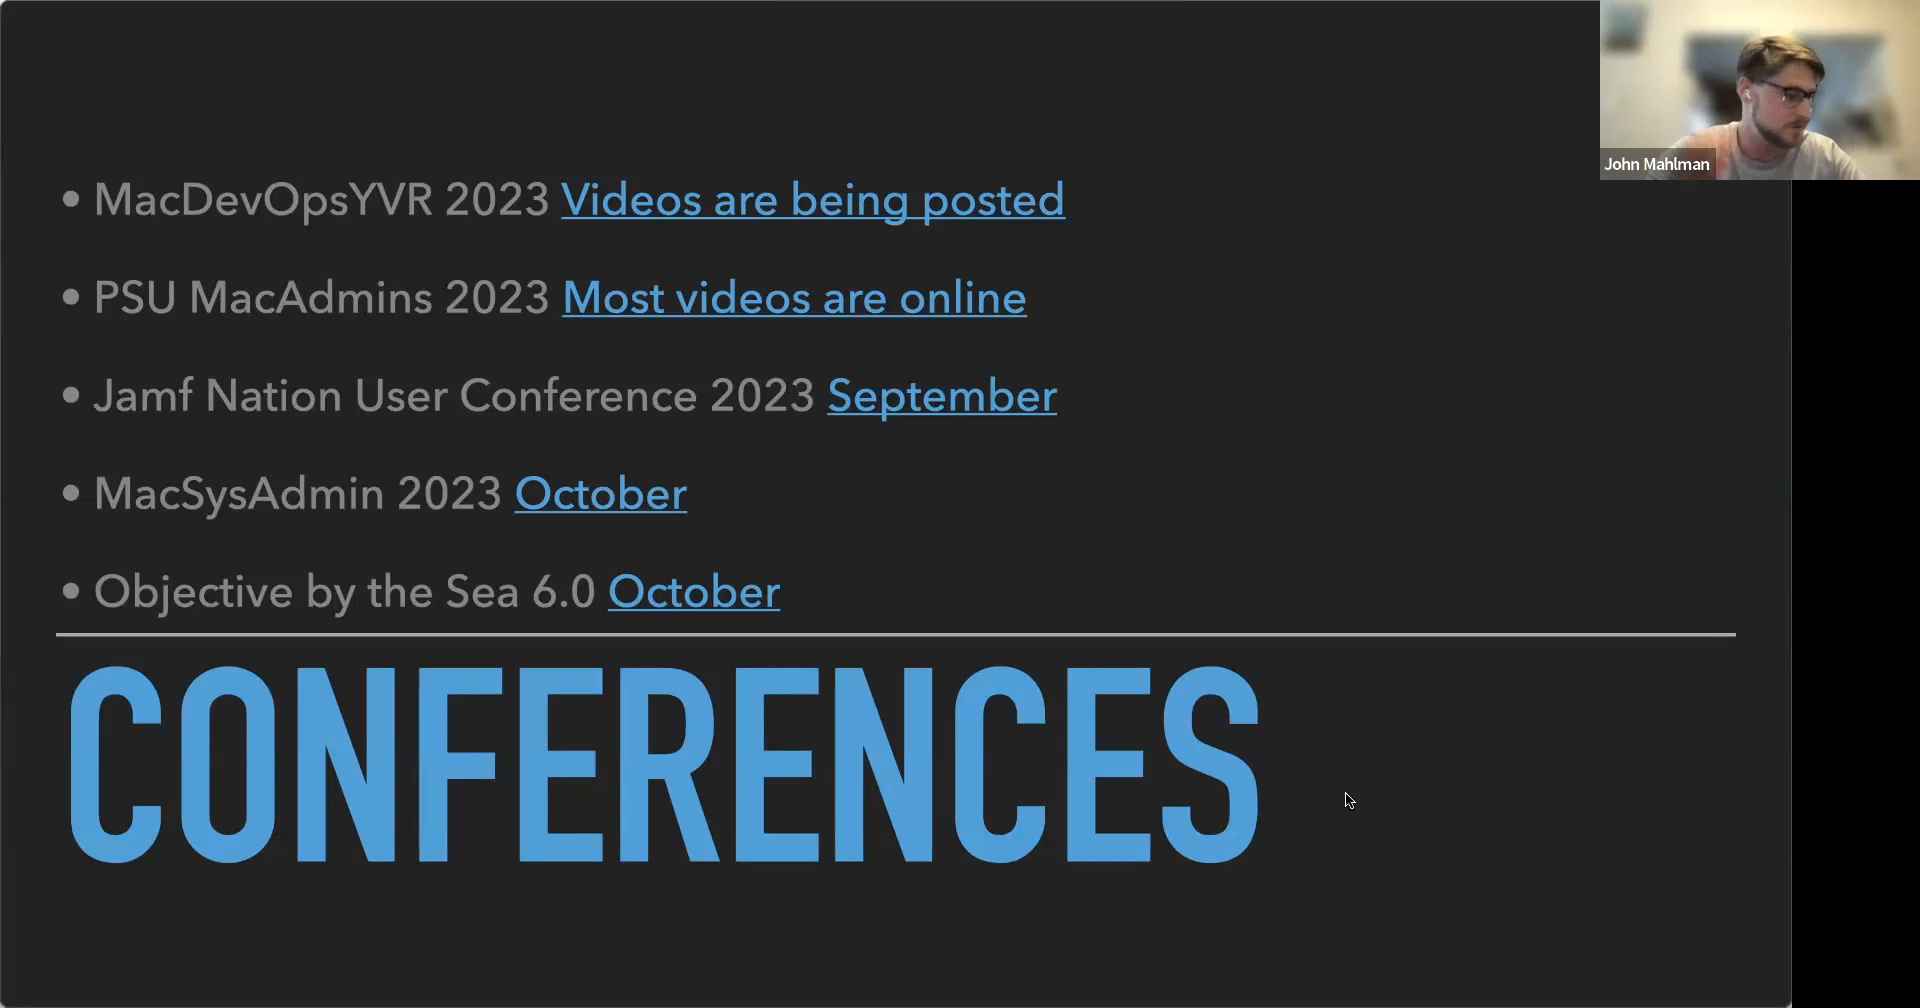 John Mahlman
• MacDevOpsYVR 2023 Videos are being posted
• PSU MacAdmins 2023 Most videos are online
• Jamf Nation User Conference 2023 September
• MacSysAdmin 2023 October
• Objective by the Sea 6.0 October
CONFERENCES